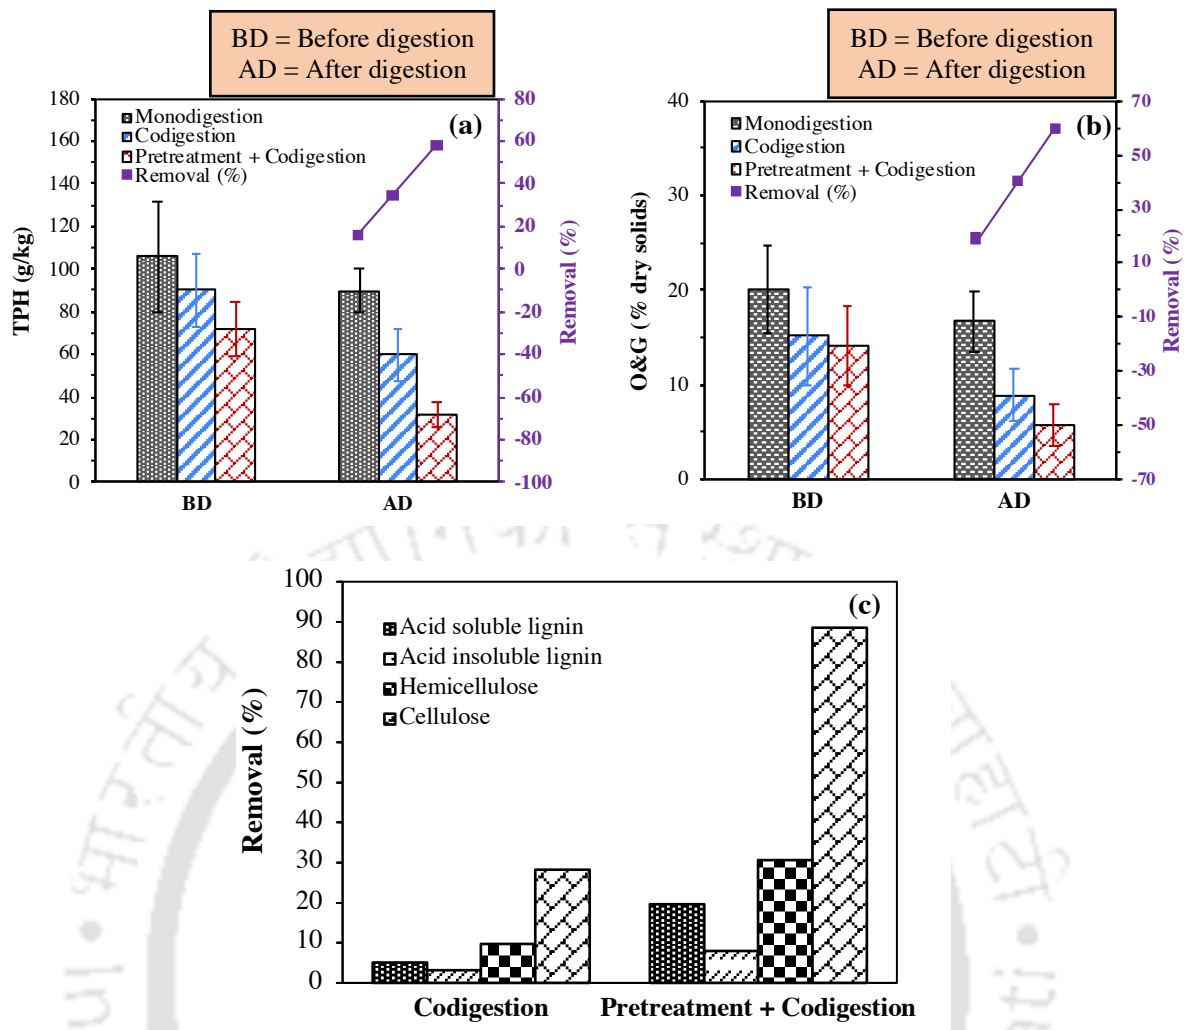 BD = Before digestion
AD = After digestion
BD = Before digestion
AD = After digestion
(a)
Monodigestion
Codigestion
Pretreatment + Codigestion
Removal (%)
TPH (g/kg)
180
160
140
120
100
80
60
40
20
0
BD
AD
80
60
40
20
0
-20
-40
-60
-80
-100
Removal (%)
(b)
Monodigestion
Codigestion
Pretreatment + Codigestion
Removal (%)
O&G (% dry solids)
40
30
20
10
0
BD
AD
70
50
30
10
-10
-30
-50
-70
Removal (%)
(c)
Acid soluble lignin
Acid insoluble lignin
Hemicellulose
Cellulose
Removal (%)
100
90
80
70
60
50
40
30
20
10
0
Codigestion
Pretreatment + Codigestion